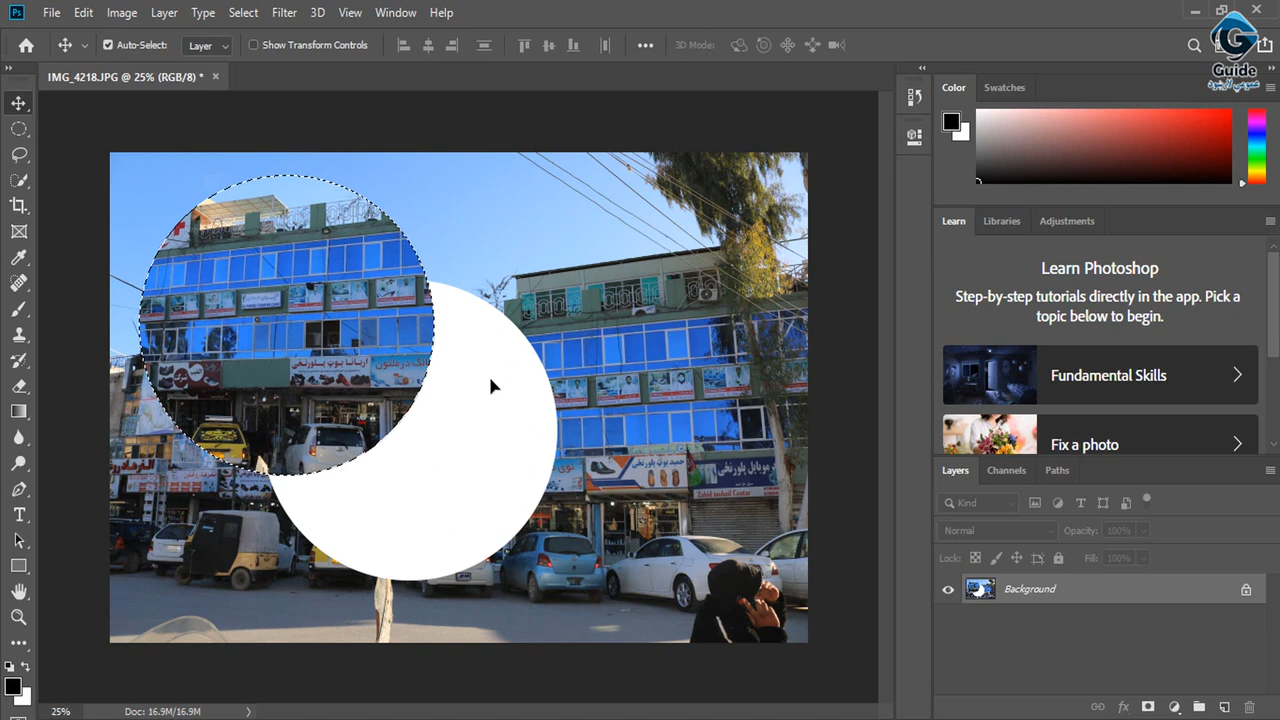 File Edit Image Layer Type Select Filter 3D View Window Help
Guide
Auto-Select: Layer Show Transform Controls 3D Mode:
IMG_4218.JPG @ 25% (RGB/8) *
Color Swatches
Learn Libraries Adjustments
Learn Photoshop
Step-by-step tutorials directly in the app. Pick a
topic below to begin.
Fundamental Skills
Fix a photo
Layers Channels Paths
Kind
Normal Opacity: 100%
Lock: Fill: 100%
Background
25% Doc: 16.9M/16.9M